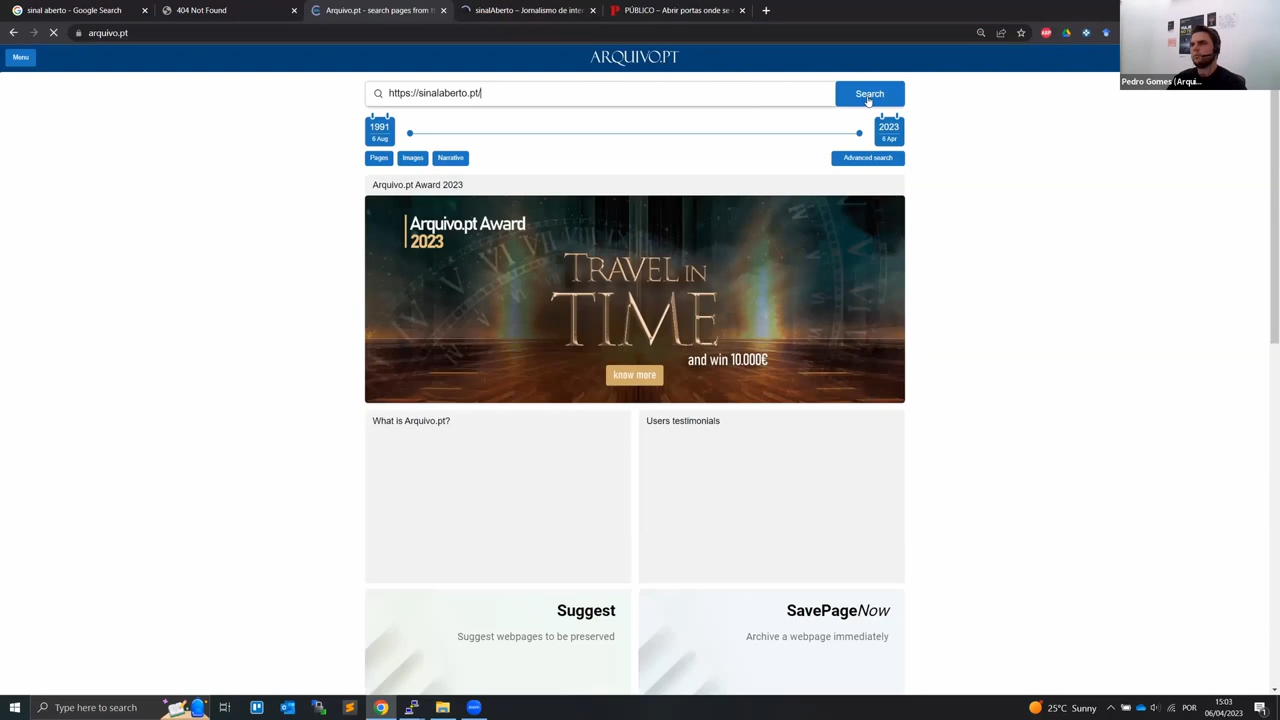 sinal aberto - Google Search
404 Not Found
Arquivo.pt - search pages from t
sinalAberto – Jornalismo de inter
PÚBLICO – Abrir portas onde se e
arquivo.pt
ABP
Menu
ARQUIVO.PT
Pedro Gomes (Arqui...
https://sinalaberto.pt/
Search
1991
6 Aug
2023
6 Apr
Pages
Images
Narrative
Advanced search
Arquivo.pt Award 2023
Arquivo.pt Award
2023
TRAVEL IN
TIME
and win 10.000€
know more
What is Arquivo.pt?
Users testimonials
Suggest
Suggest webpages to be preserved
SavePageNow
Archive a webpage immediately
Type here to search
zoom
25°C Sunny
POR
15:03
06/04/2023
1